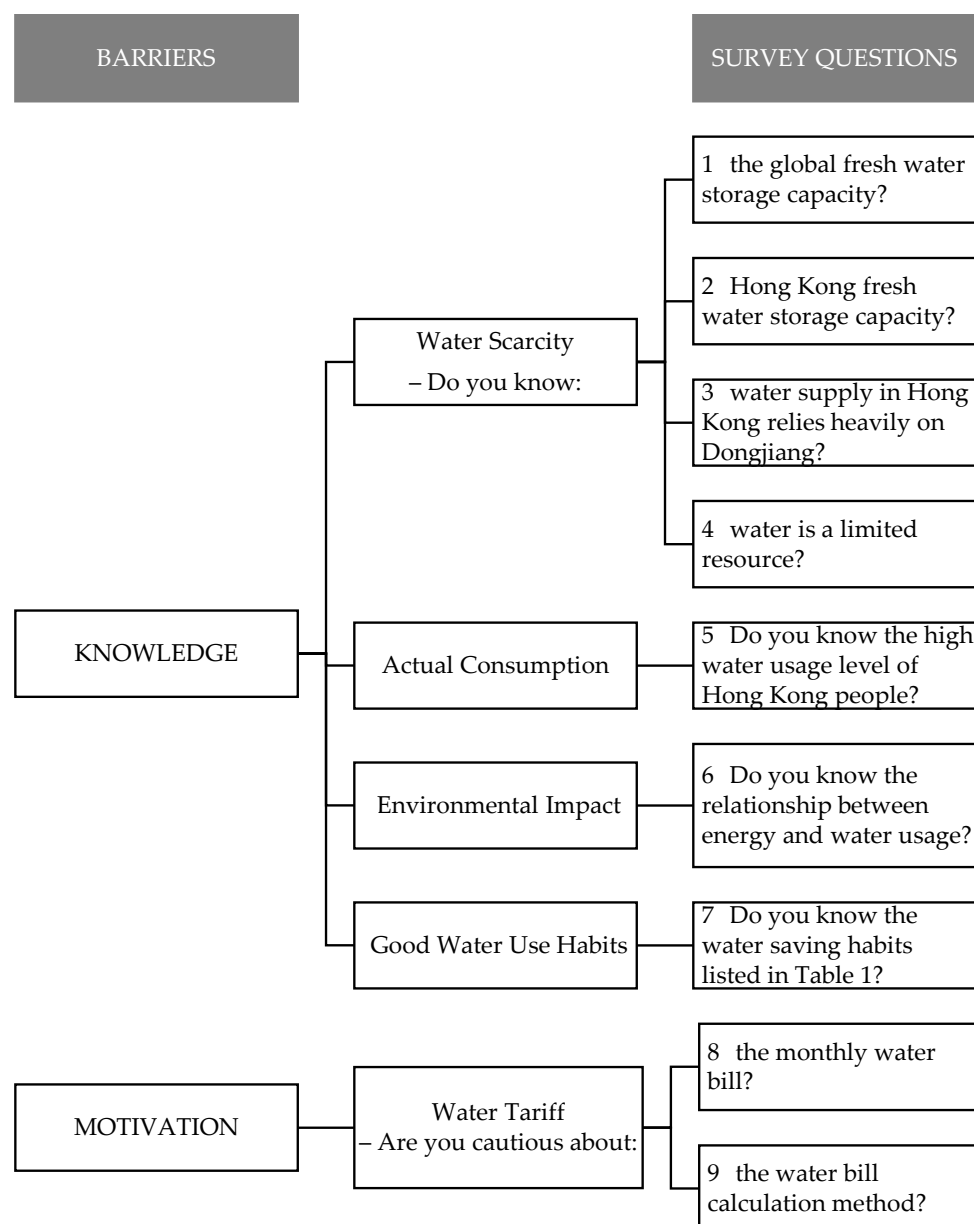 BARRIERS
SURVEY QUESTIONS
1 the global fresh water
storage capacity?
2 Hong Kong fresh
water storage capacity?
Water Scarcity
– Do you know:
3 water supply in Hong
Kong relies heavily on
Dongjiang?
4 water is a limited
resource?
KNOWLEDGE
Actual Consumption
5 Do you know the high
water usage level of
Hong Kong people?
Environmental Impact
6 Do you know the
relationship between
energy and water usage?
Good Water Use Habits
7 Do you know the
water saving habits
listed in Table 1?
MOTIVATION
Water Tariff
– Are you cautious about:
8 the monthly water
bill?
9 the water bill
calculation method?